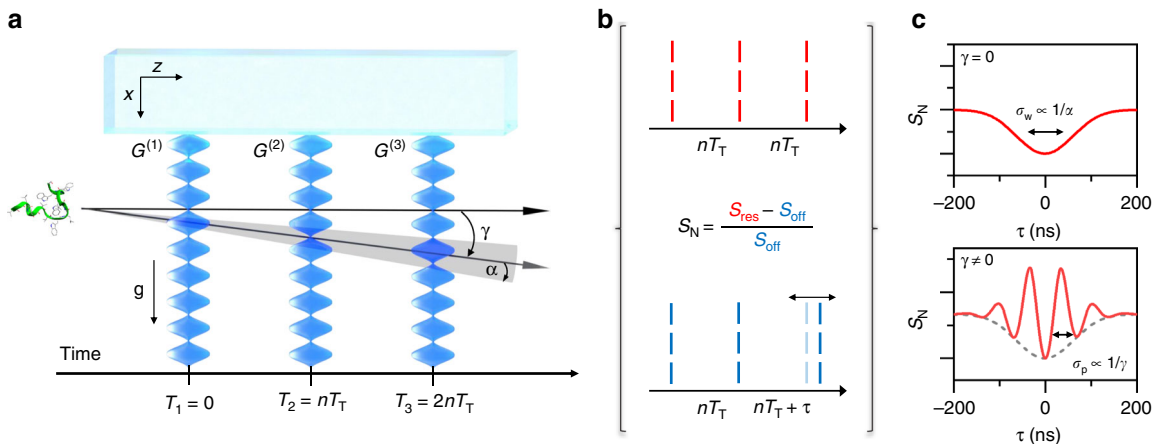 a
z
x
G(1) G(2) G(3)
γ
α
g
Time
T1 = 0 T2 = nTT T3 = 2nTT
b
nTT nTT
SN = Sres − Soff
Soff
nTT nTT + τ
c
γ = 0
σw ∝ 1/α
SN
−200 0 200
τ (ns)
γ ≠ 0
SN
σp ∝ 1/γ
−200 0 200
τ (ns)